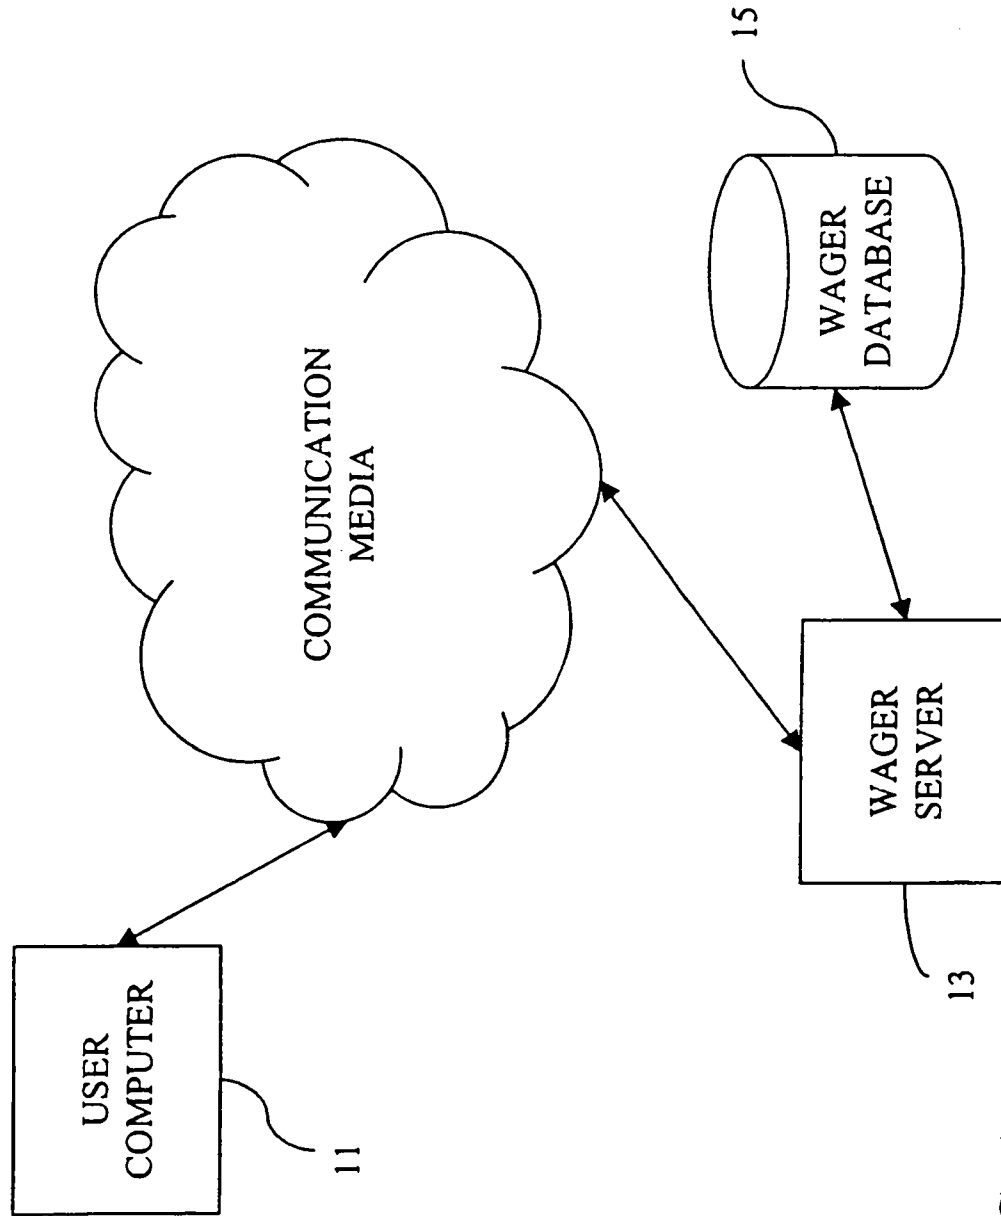 USER
COMPUTER
11
COMMUNICATION
MEDIA
WAGER
SERVER
13
WAGER
DATABASE
15